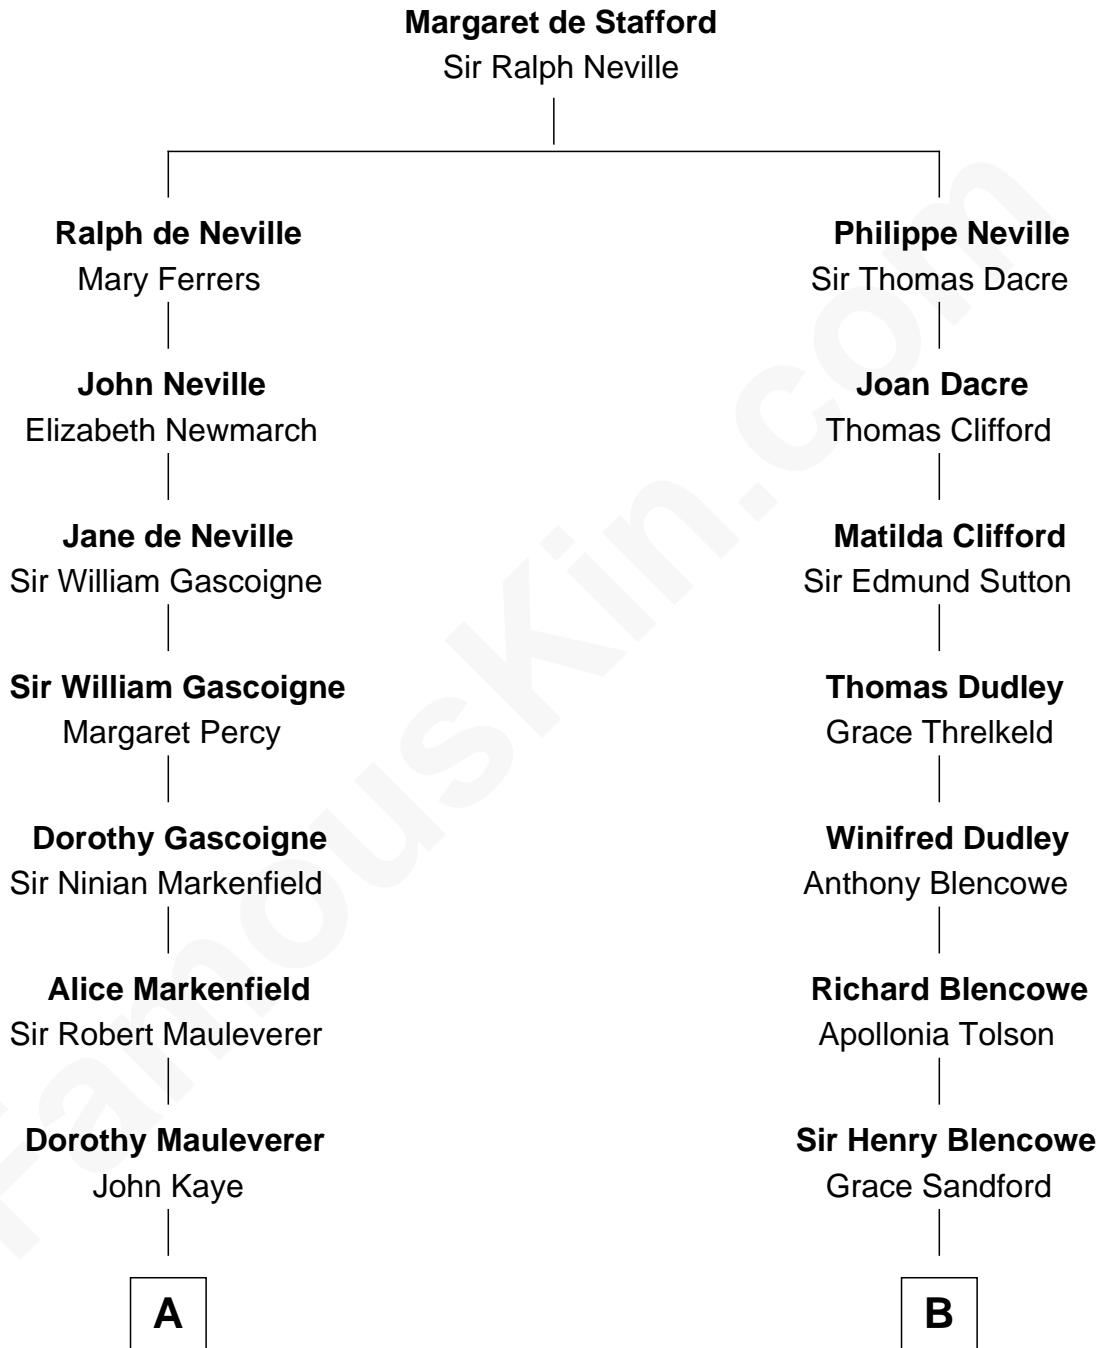 Margaret de Stafford
Sir Ralph Neville
Ralph de Neville
Mary Ferrers
Philippe Neville
Sir Thomas Dacre
John Neville
Elizabeth Newmarch
Joan Dacre
Thomas Clifford
Jane de Neville
Sir William Gascoigne
Matilda Clifford
Sir Edmund Sutton
Sir William Gascoigne
Margaret Percy
Thomas Dudley
Grace Threlkeld
Dorothy Gascoigne
Sir Ninian Markenfield
Winifred Dudley
Anthony Blencowe
Alice Markenfield
Sir Robert Mauleverer
Richard Blencowe
Apollonia Tolson
Dorothy Mauleverer
John Kaye
Sir Henry Blencowe
Grace Sandford
A
B
FamousKin.com